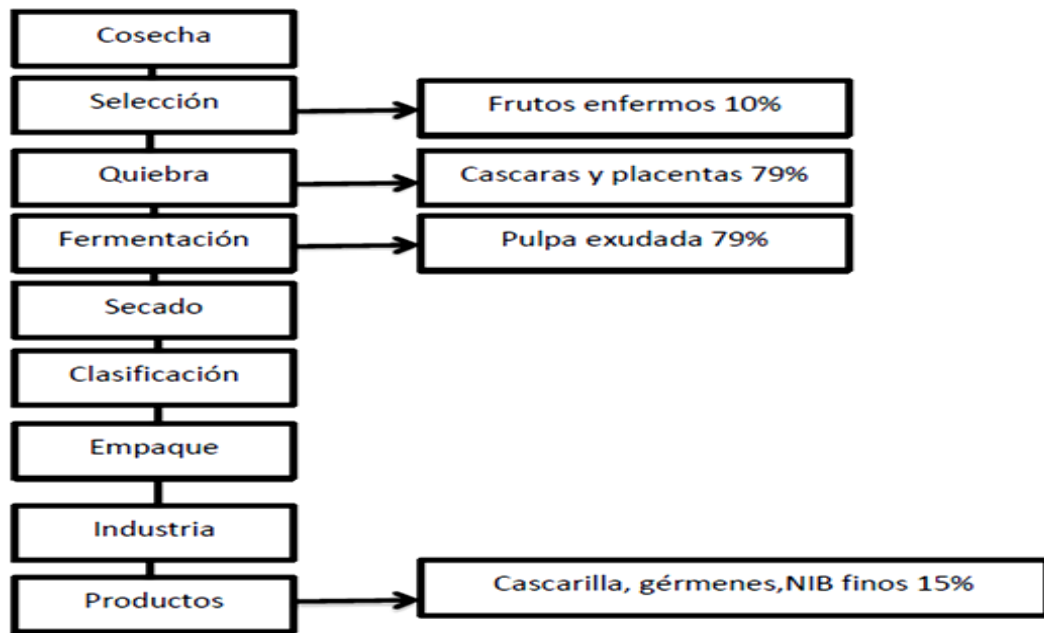 Cosecha
Selección
Frutos enfermos 10%
Quiebra
Cascaras y placentas 79%
Fermentación
Pulpa exudada 79%
Secado
Clasificación
Empaque
Industria
Productos
Cascarilla, gérmenes,NIB finos 15%